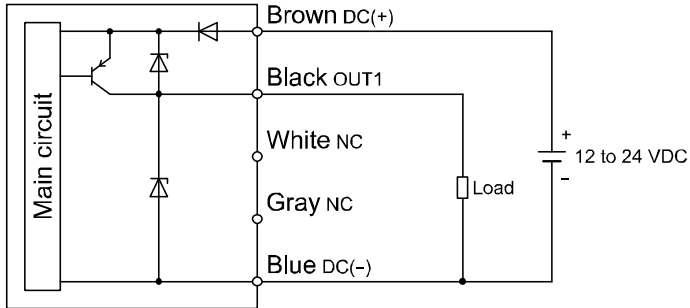 Brown DC(+)
Black OUT1
White NC
Gray NC
Blue DC(−)
Main circuit
Load
+
12 to 24 VDC
−